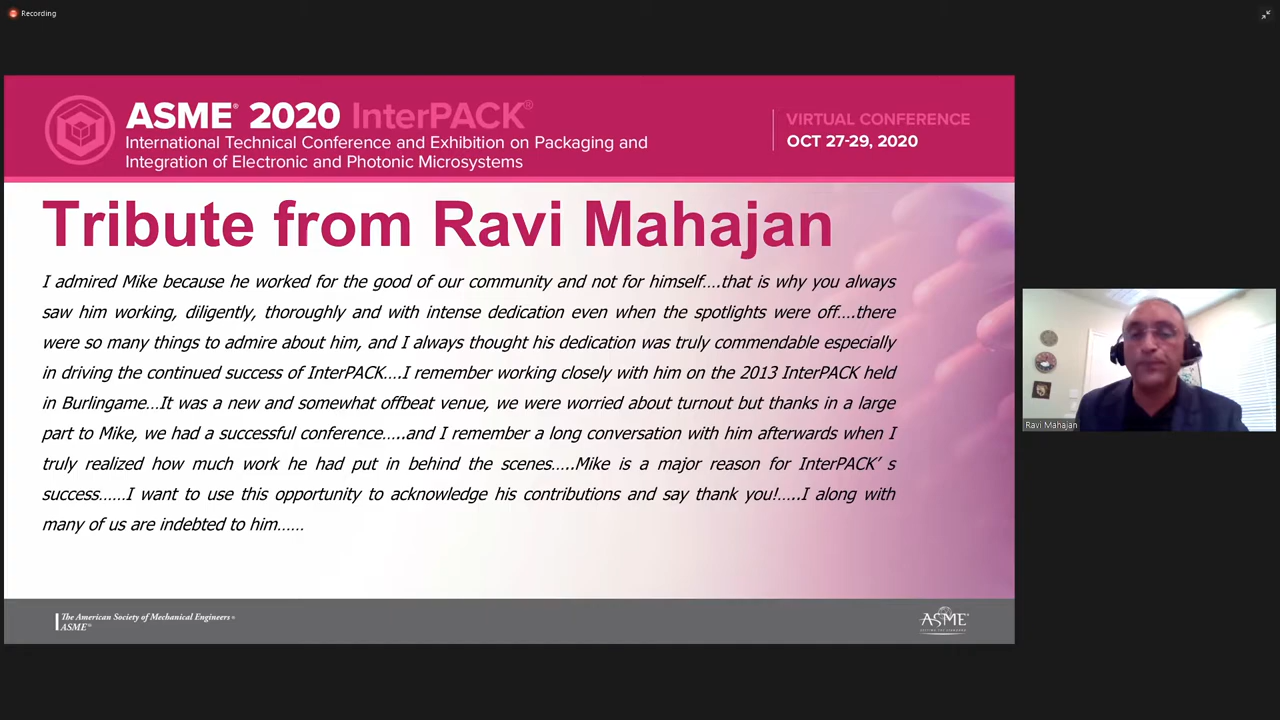 Recording
ASME® 2020 InterPACK®
International Technical Conference and Exhibition on Packaging and
Integration of Electronic and Photonic Microsystems
VIRTUAL CONFERENCE
OCT 27-29, 2020
Tribute from Ravi Mahajan
I admired Mike because he worked for the good of our community and not for himself....that is why you always
saw him working, diligently, thoroughly and with intense dedication even when the spotlights were off....there
were so many things to admire about him, and I always thought his dedication was truly commendable especially
in driving the continued success of InterPACK....I remember working closely with him on the 2013 InterPACK held
in Burlingame...It was a new and somewhat offbeat venue, we were worried about turnout but thanks in a large
part to Mike, we had a successful conference.....and I remember a long conversation with him afterwards when I
truly realized how much work he had put in behind the scenes.....Mike is a major reason for InterPACK' s
success......I want to use this opportunity to acknowledge his contributions and say thank you!.....I along with
many of us are indebted to him......
Ravi Mahajan
The American Society of Mechanical Engineers®
ASME®
ASME®